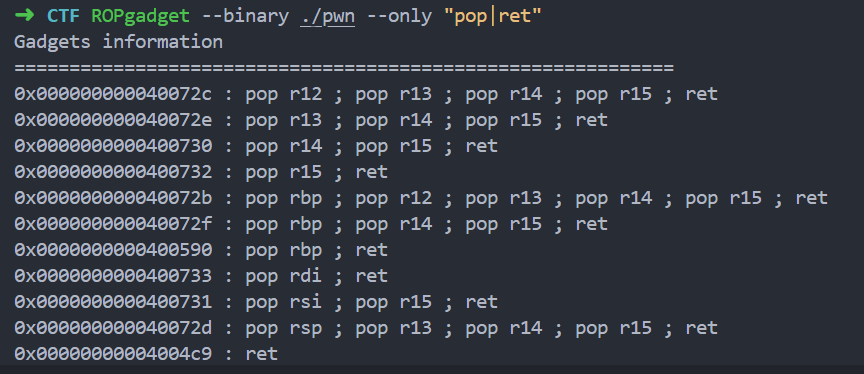 ➜ CTF ROPgadget --binary ./pwn --only "pop|ret"
Gadgets information
============================================================
0x000000000040072c : pop r12 ; pop r13 ; pop r14 ; pop r15 ; ret
0x000000000040072e : pop r13 ; pop r14 ; pop r15 ; ret
0x0000000000400730 : pop r14 ; pop r15 ; ret
0x0000000000400732 : pop r15 ; ret
0x000000000040072b : pop rbp ; pop r12 ; pop r13 ; pop r14 ; pop r15 ; ret
0x000000000040072f : pop rbp ; pop r14 ; pop r15 ; ret
0x0000000000400590 : pop rbp ; ret
0x0000000000400733 : pop rdi ; ret
0x0000000000400731 : pop rsi ; pop r15 ; ret
0x000000000040072d : pop rsp ; pop r13 ; pop r14 ; pop r15 ; ret
0x00000000004004c9 : ret